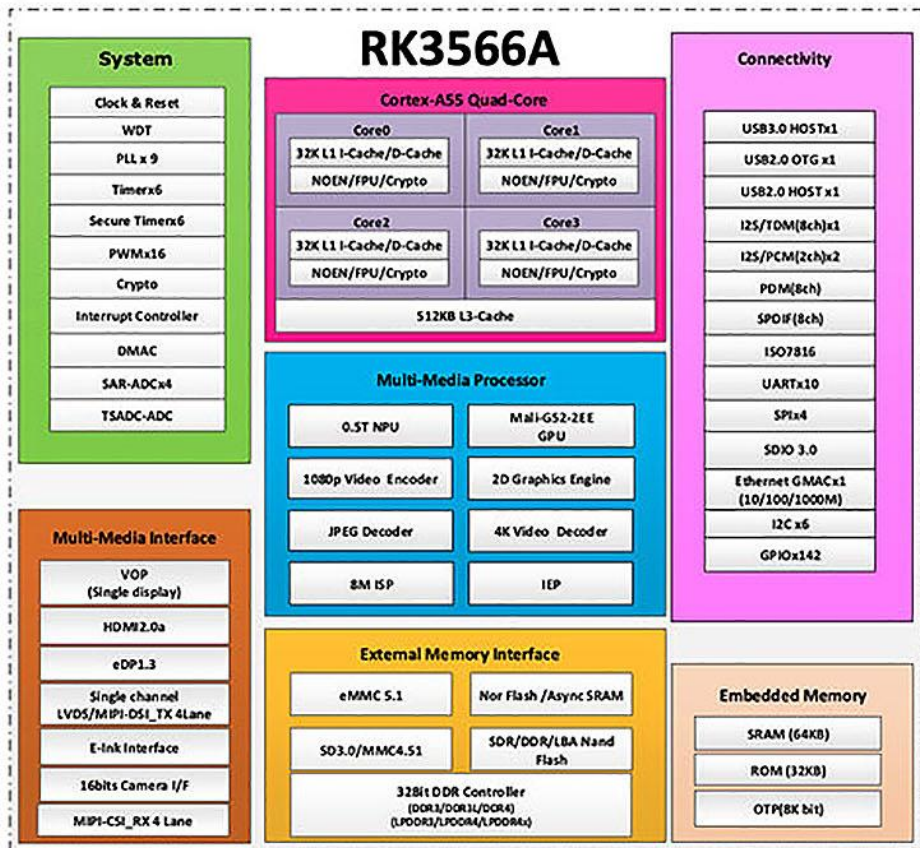 RK3566A
System
Clock & Reset
WDT
PLL x 9
Timerx6
Secure Timerx6
PWMx16
Crypto
Interrupt Controller
DMAC
SAR-ADCx4
TSADC-ADC
Multi-Media Interface
VOP
(Single display)
HDMI2.0a
eDP1.3
Single channel
LVDS/MIPI-DSI_TX 4Lane
E-Ink Interface
16bits Camera I/F
MIPI-CSI_RX 4 Lane
Cortex-A55 Quad-Core
Core0
32K L1 I-Cache/D-Cache
NOEN/FPU/Crypto
Core1
32K L1 I-Cache/D-Cache
NOEN/FPU/Crypto
Core2
32K L1 I-Cache/D-Cache
NOEN/FPU/Crypto
Core3
32K L1 I-Cache/D-Cache
NOEN/FPU/Crypto
512KB L3-Cache
Multi-Media Processor
0.5T NPU
Mali-G52-2EE
GPU
1080p Video Encoder
2D Graphics Engine
JPEG Decoder
4K Video Decoder
8M ISP
IEP
External Memory Interface
eMMC 5.1
Nor Flash /Async SRAM
SD3.0/MMC4.51
SDR/DDR/LBA Nand
Flash
328it DDR Controller
(DDR3/DDR3L/DDR4)
(LPDDR3/LPDDR4/LPDDR4x)
Connectivity
USB3.0 HOSTx1
USB2.0 OTG x1
USB2.0 HOST x1
I2S/TDM(8ch)x1
I2S/PCM(2ch)x2
PDM(8ch)
SPDIF(8ch)
ISO7816
UARTx10
SPIx4
SDIO 3.0
Ethernet GMACx1
(10/100/1000M)
I2C x6
GPIOx142
Embedded Memory
SRAM (64KB)
ROM (32KB)
OTP(8K bit)